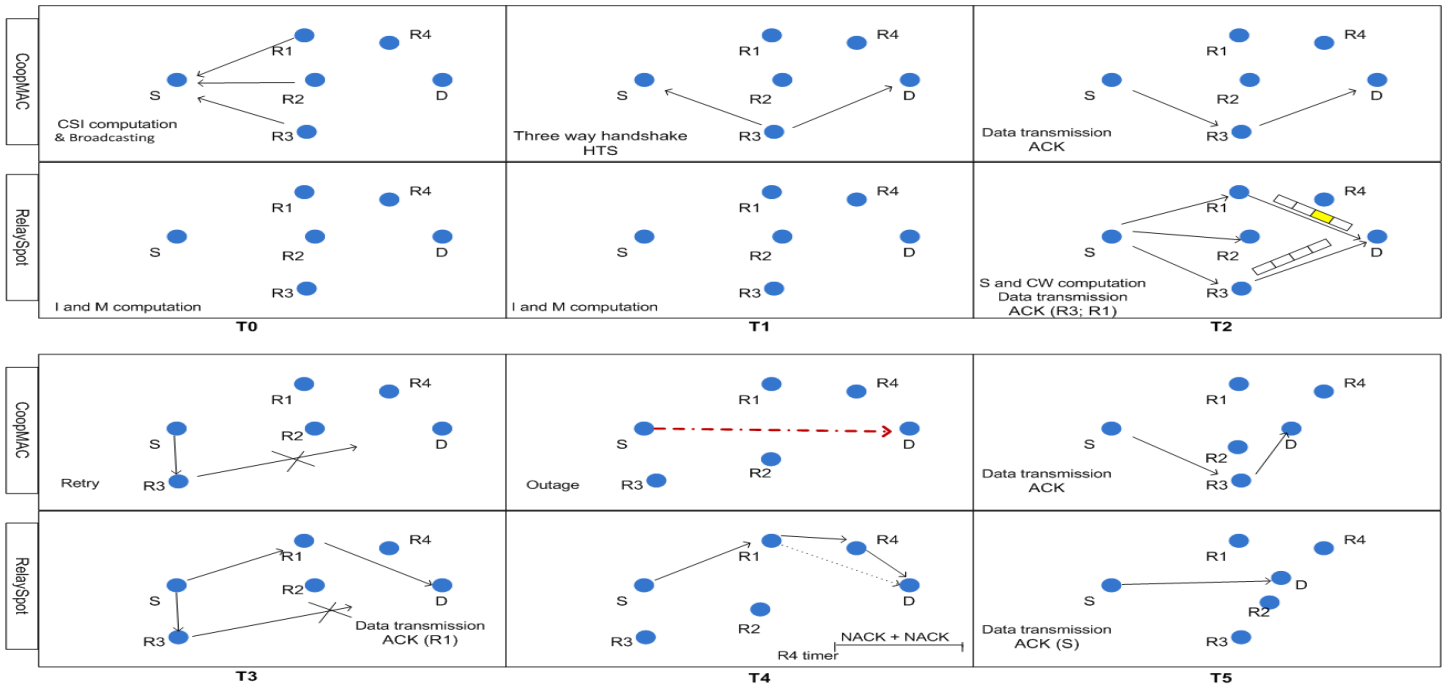 CoopMAC
R1
R4
S
R2
D
R3
CSI computation
& Broadcasting
R1
R4
S
R2
D
R3
Three way handshake
HTS
R1
R4
S
R2
D
R3
Data transmission
ACK
RelaySpot
R1
R4
S
R2
D
R3
I and M computation
R1
R4
S
R2
D
R3
I and M computation
R1
R4
S
R2
D
R3
S and CW computation
Data transmission
ACK (R3; R1)
T0
T1
T2
CoopMAC
R1
R4
S
R2
D
R3
Retry
R1
R4
S
D
R2
R3
Outage
R1
R4
S
R2
D
R3
Data transmission
ACK
RelaySpot
R1
R4
S
R2
D
R3
Data transmission
ACK (R1)
R1
R4
S
D
R2
R3
NACK + NACK
R4 timer
R1
R4
S
D
R2
R3
Data transmission
ACK (S)
T3
T4
T5